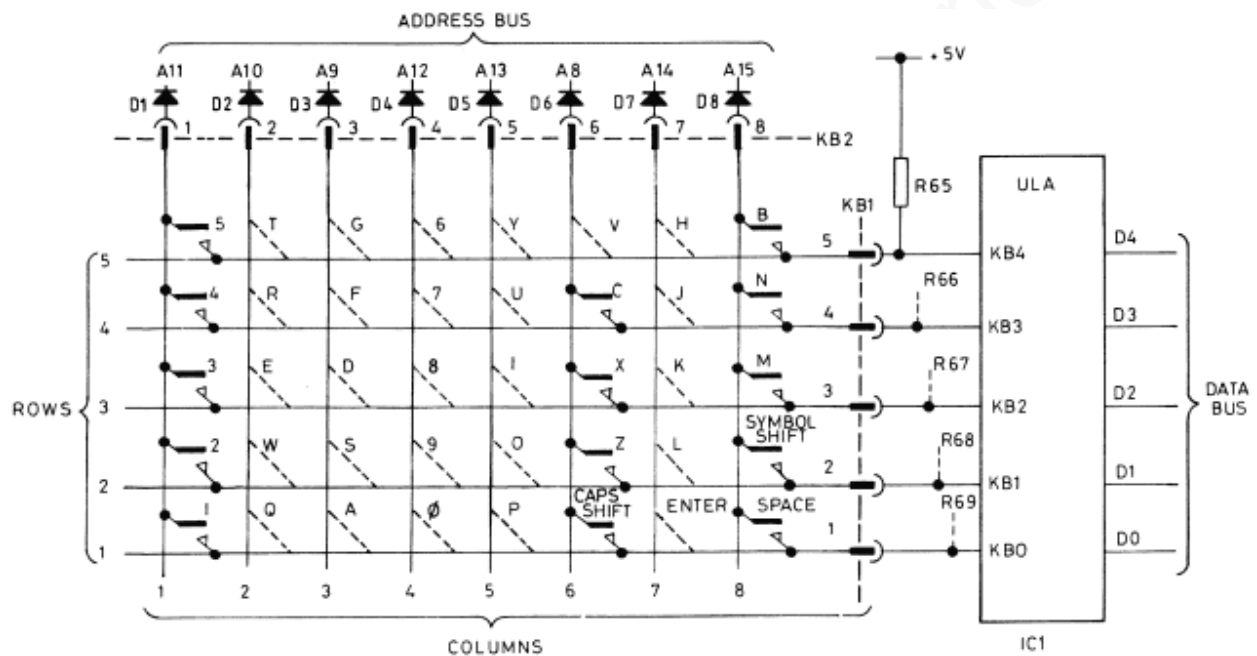 ADDRESS BUS
A11 A10 A9 A12 A13 A8 A14 A15
+5V
D1 D2 D3 D4 D5 D6 D7 D8
1 2 3 4 5 6 7 8
KB2
R65
ULA
KB1
5 T G 6 Y V H B
5 5 KB4 D4
R66
4 R F 7 U C J N
4 4 KB3 D3
R67
3 E D 8 I X K M
ROWS 3 3 KB2 D2 DATA
BUS
SYMBOL
SHIFT
R68
2 W S 9 O Z L
2 2 KB1 D1
CAPS
SHIFT
R69
1 Q A Ø P ENTER SPACE
1 1 KB0 D0
1 2 3 4 5 6 7 8
COLUMNS
IC1